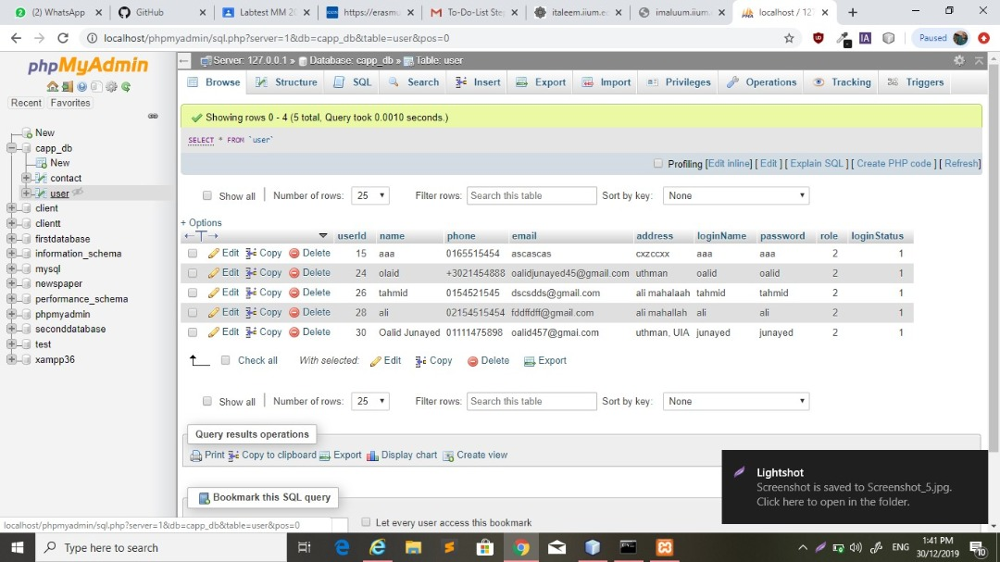 (2) WhatsApp
GitHub
Labtest MM 20
https://erasmu
To-Do-List Ste
italeem.iium.ec
imaluum.iium.
localhost / 127
localhost/phpmyadmin/sql.php?server=1&db=capp_db&table=user&pos=0
IA
Paused
phpMyAdmin
Recent Favorites
New
capp_db
New
contact
user
client
clientt
firstdatabase
information_schema
mysql
newspaper
performance_schema
phpmyadmin
seconddatabase
test
xampp36
Server: 127.0.0.1 » Database: capp_db » Table: user
Browse Structure SQL Search Insert Export Import Privileges Operations Tracking Triggers
Showing rows 0 - 4 (5 total, Query took 0.0010 seconds.)
SELECT * FROM `user`
Profiling [Edit inline] [ Edit ] [ Explain SQL ] [ Create PHP code ] [ Refresh]
Show all Number of rows: 25 Filter rows: Search this table Sort by key: None
+ Options
←T→ userId name phone email address loginName password role loginStatus
Edit Copy Delete 15 aaa 0165515454 ascascas cxzccxx aaa aaa 2 1
Edit Copy Delete 24 olaid +3021454888 oalidjunayed45@gmail.com uthman oalid oalid 2 1
Edit Copy Delete 26 tahmid 0154521545 dscsdds@gmail.com ali mahalaah tahmid tahmid 2 1
Edit Copy Delete 28 ali 02154515454 fddffdff@gmail.com ali mahallah ali ali 2 1
Edit Copy Delete 30 Oalid Junayed 01111475898 oalid457@gmai.com uthman, UIA junayed junayed 2 1
Check all With selected: Edit Copy Delete Export
Show all Number of rows: 25 Filter rows: Search this table Sort by key: None
Query results operations
Print Copy to clipboard Export Display chart Create view
Bookmark this SQL query
Let every user access this bookmark
Lightshot
Screenshot is saved to Screenshot_5.jpg.
Click here to open in the folder.
localhost/phpmyadmin/sql.php?server=1&db=capp_db&table=user&pos=0
Type here to search
ENG
1:41 PM
30/12/2019
10